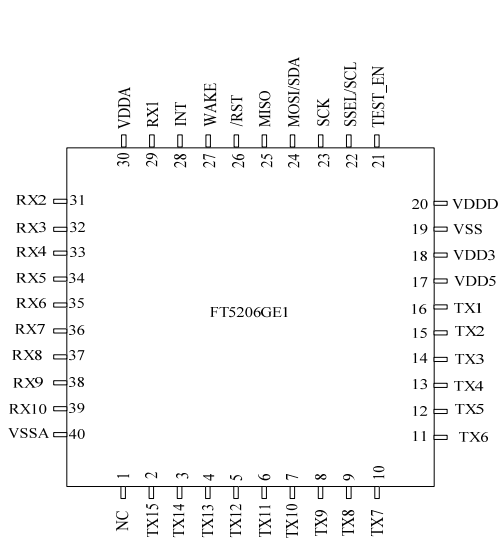 VDDA
RX1
INT
WAKE
/RST
MISO
MOSI/SDA
SCK
SSEL/SCL
TEST_EN
30
29
28
27
26
25
24
23
22
21
RX2 31
RX3 32
RX4 33
RX5 34
RX6 35
RX7 36
RX8 37
RX9 38
RX10 39
VSSA 40
FT5206GE1
20 VDDD
19 VSS
18 VDD3
17 VDD5
16 TX1
15 TX2
14 TX3
13 TX4
12 TX5
11 TX6
1
2
3
4
5
6
7
8
9
10
NC
TX15
TX14
TX13
TX12
TX11
TX10
TX9
TX8
TX7